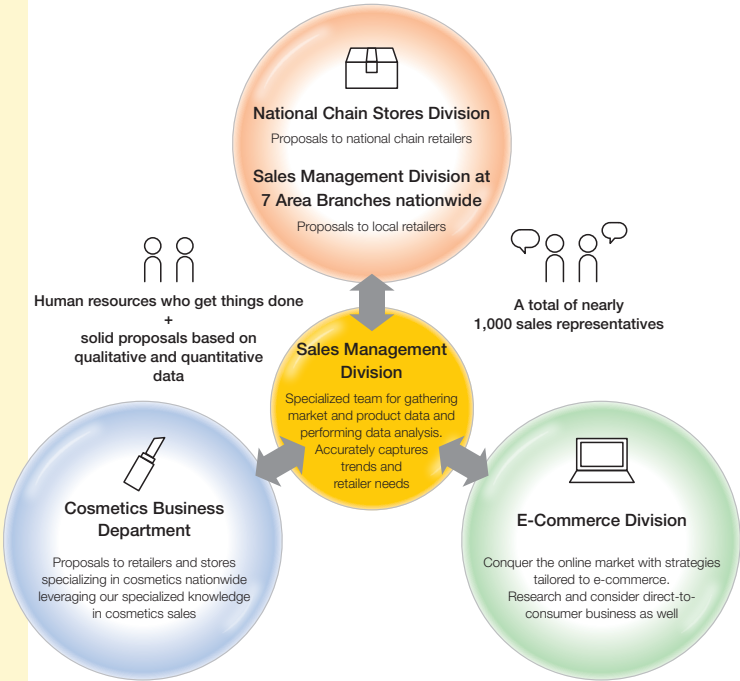 National Chain Stores Division
Proposals to national chain retailers
Sales Management Division at
7 Area Branches nationwide
Proposals to local retailers
Human resources who get things done
+
solid proposals based on
qualitative and quantitative
data
A total of nearly
1,000 sales representatives
Sales Management
Division
Specialized team for gathering
market and product data and
performing data analysis.
Accurately captures
trends and
retailer needs
Cosmetics Business
Department
Proposals to retailers and stores
specializing in cosmetics nationwide
leveraging our specialized knowledge
in cosmetics sales
E-Commerce Division
Conquer the online market with strategies
tailored to e-commerce.
Research and consider direct-to-
consumer business as well